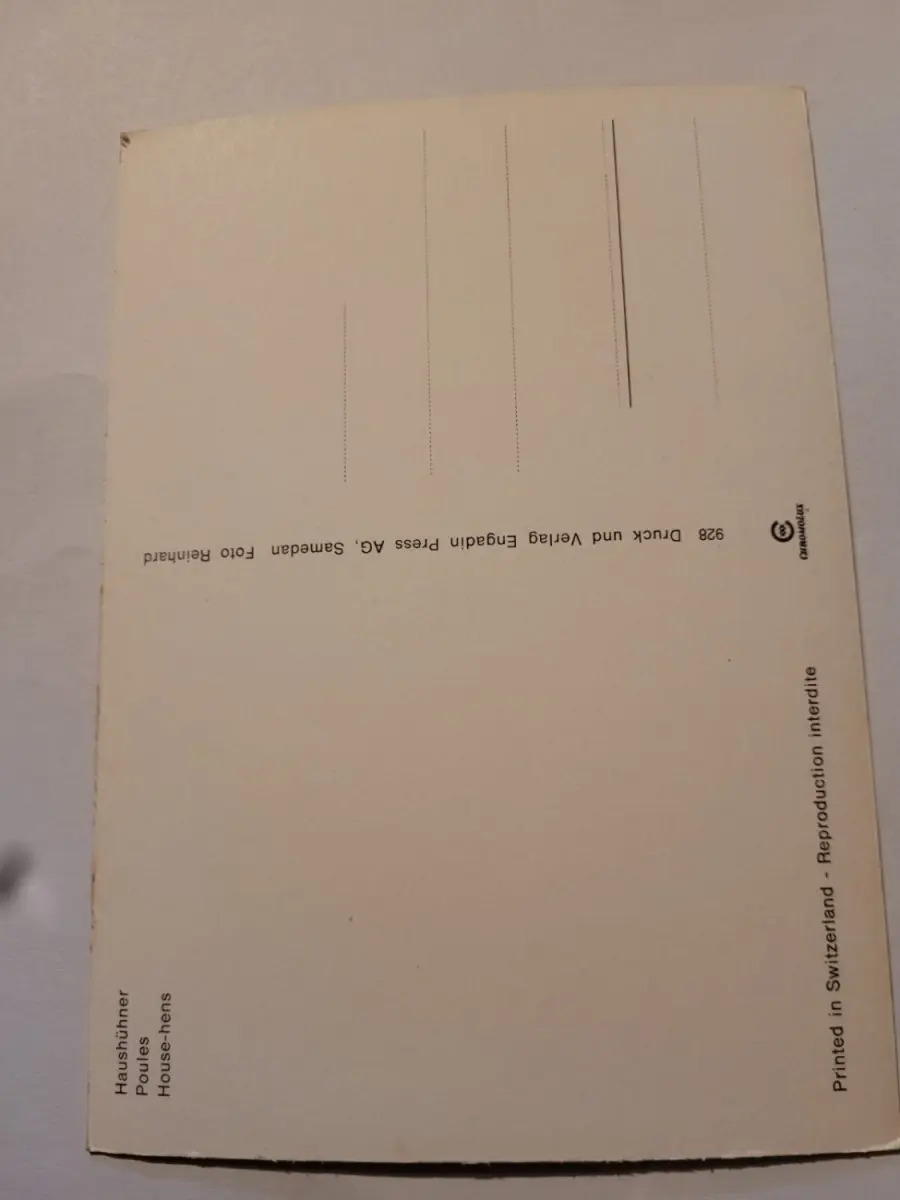 Haushühner
Poules
House-hens
928 Druck und Verlag Engadin Press AG, Samedan Foto Reinhard
CHROMOLUX
Printed in Switzerland - Reproduction interdite